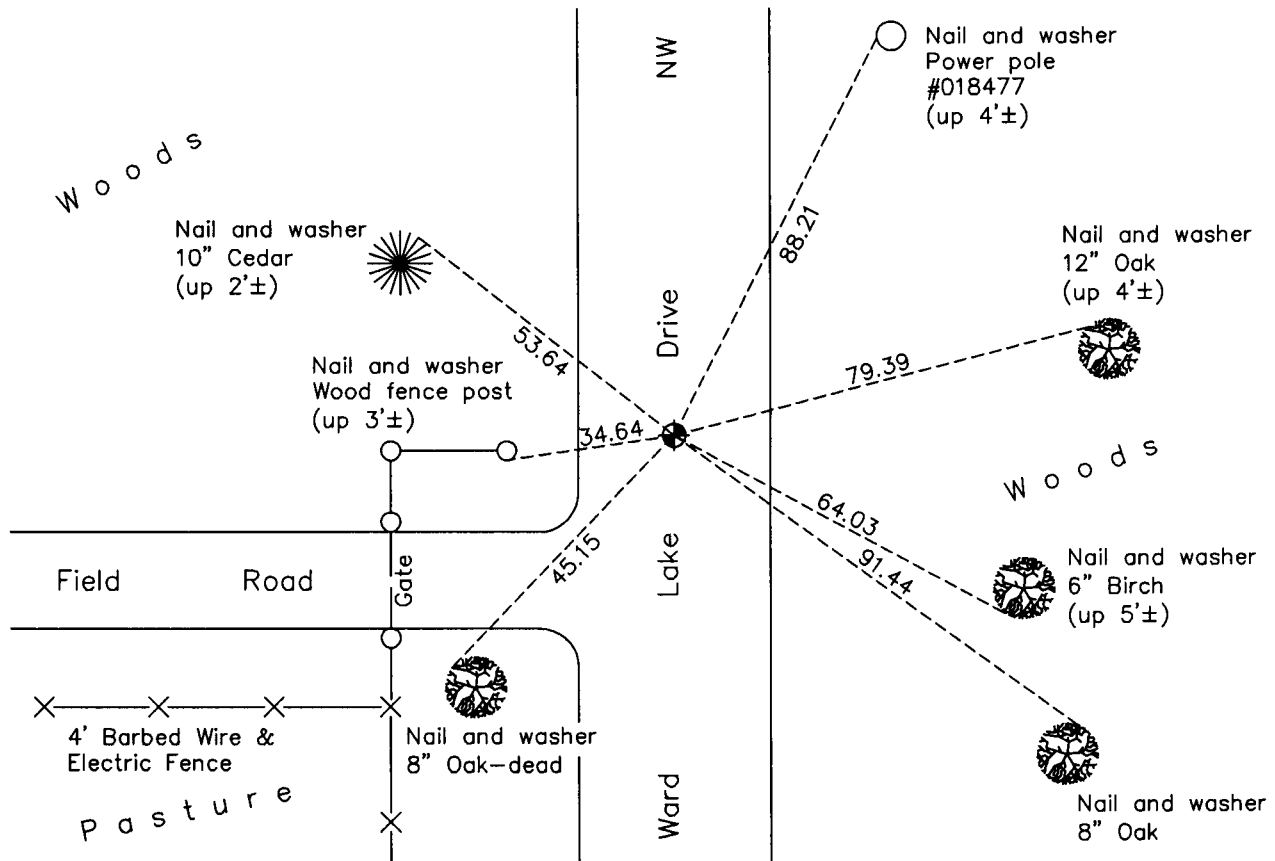 NW
Nail and washer
Power pole
#018477
(up 4'±)
Woods
Nail and washer
10" Cedar
(up 2'±)
88.21
Nail and washer
12" Oak
(up 4'±)
Drive
53.64
79.39
Nail and washer
Wood fence post
(up 3'±)
34.64
Woods
64.03
91.44
45.15
Lake
Field Road
Gate
Nail and washer
6" Birch
(up 5'±)
4' Barbed Wire &
Electric Fence
Nail and washer
8" Oak-dead
Pasture
Ward
Nail and washer
8" Oak